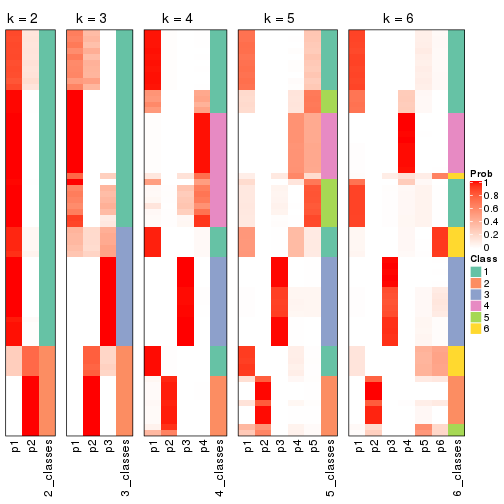 k = 2
k = 3
k = 4
k = 5
k = 6
Prob
1
0.8
0.6
0.4
0.2
0
Class
1
2
3
4
5
6
p1
p2
2_classes
p1
p2
p3
3_classes
p1
p2
p3
p4
4_classes
p1
p2
p3
p4
p5
5_classes
p1
p2
p3
p4
p5
p6
6_classes